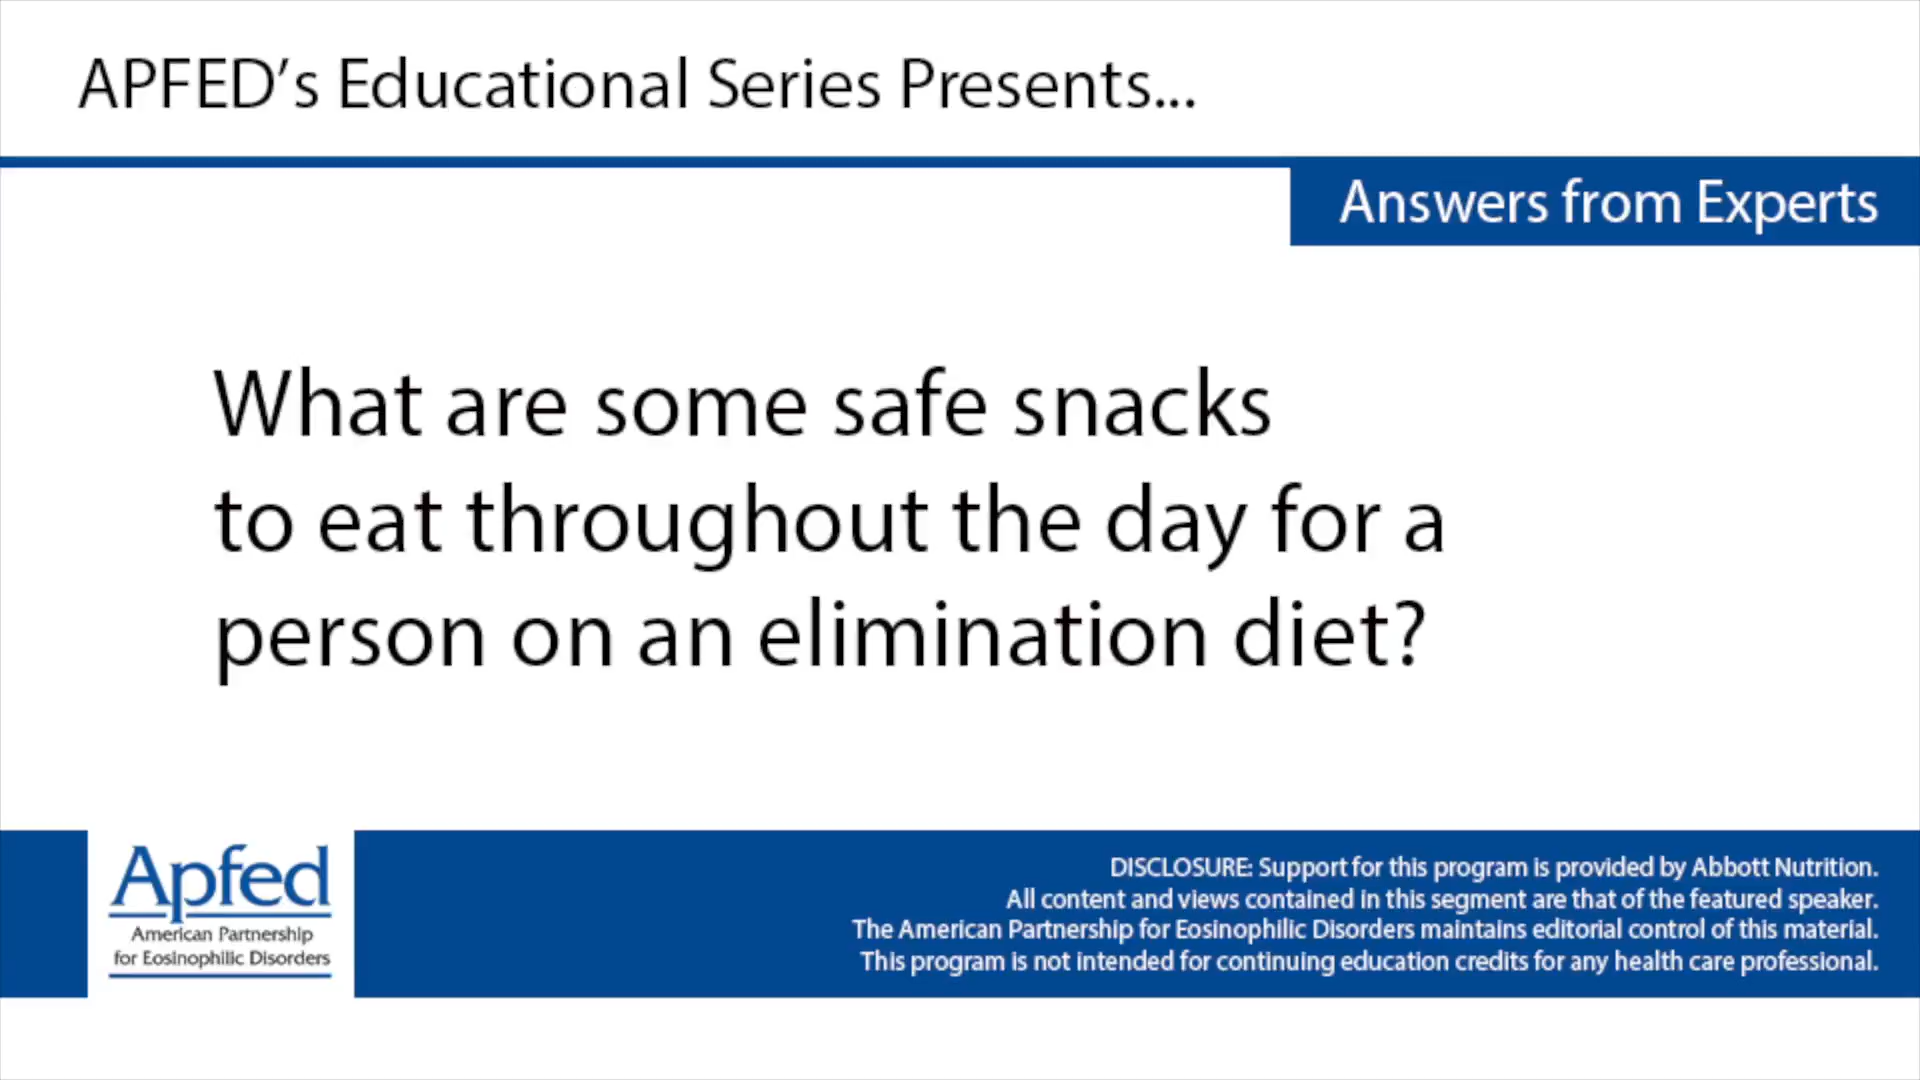 APFED’s Educational Series Presents...
Answers from Experts
What are some safe snacks
to eat throughout the day for a
person on an elimination diet?
Apfed
American Partnership
for Eosinophilic Disorders
DISCLOSURE: Support for this program is provided by Abbott Nutrition.
All content and views contained in this segment are that of the featured speaker.
The American Partnership for Eosinophilic Disorders maintains editorial control of this material.
This program is not intended for continuing education credits for any health care professional.